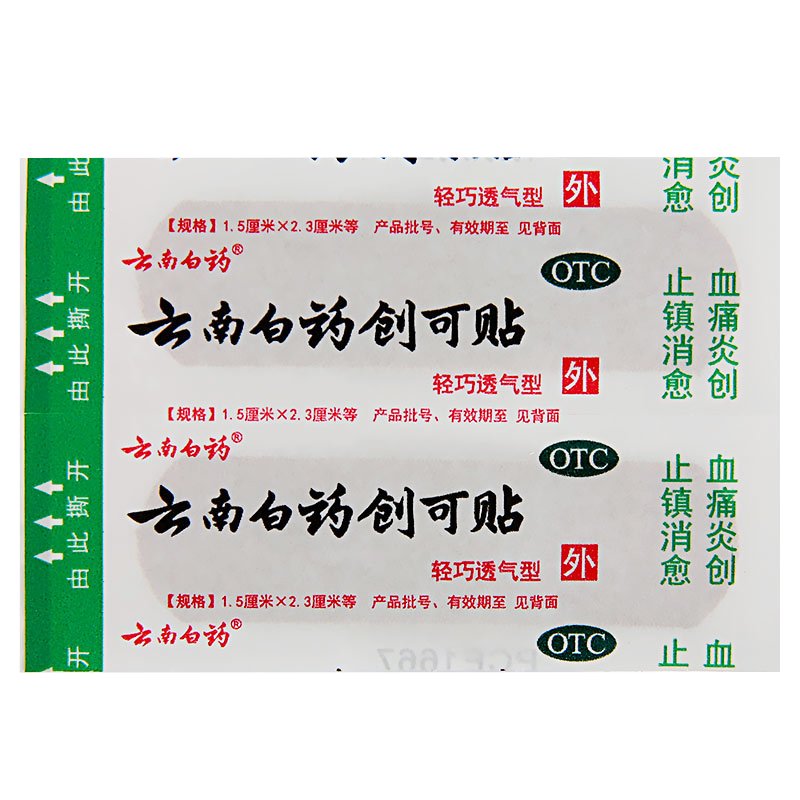 轻巧透气型 外
【规格】1.5厘米×2.3厘米等 产品批号、有效期至 见背面
云南白药®
OTC
云南白药创可贴
轻巧透气型 外
【规格】1.5厘米×2.3厘米等 产品批号、有效期至 见背面
云南白药®
OTC
云南白药创可贴
轻巧透气型 外
【规格】1.5厘米×2.3厘米等 产品批号、有效期至 见背面
云南白药®
OTC
由此
由此撕开
由此撕开
开
消炎
愈创
止血
镇痛
消炎
愈创
止血
镇痛
消炎
愈创
止血